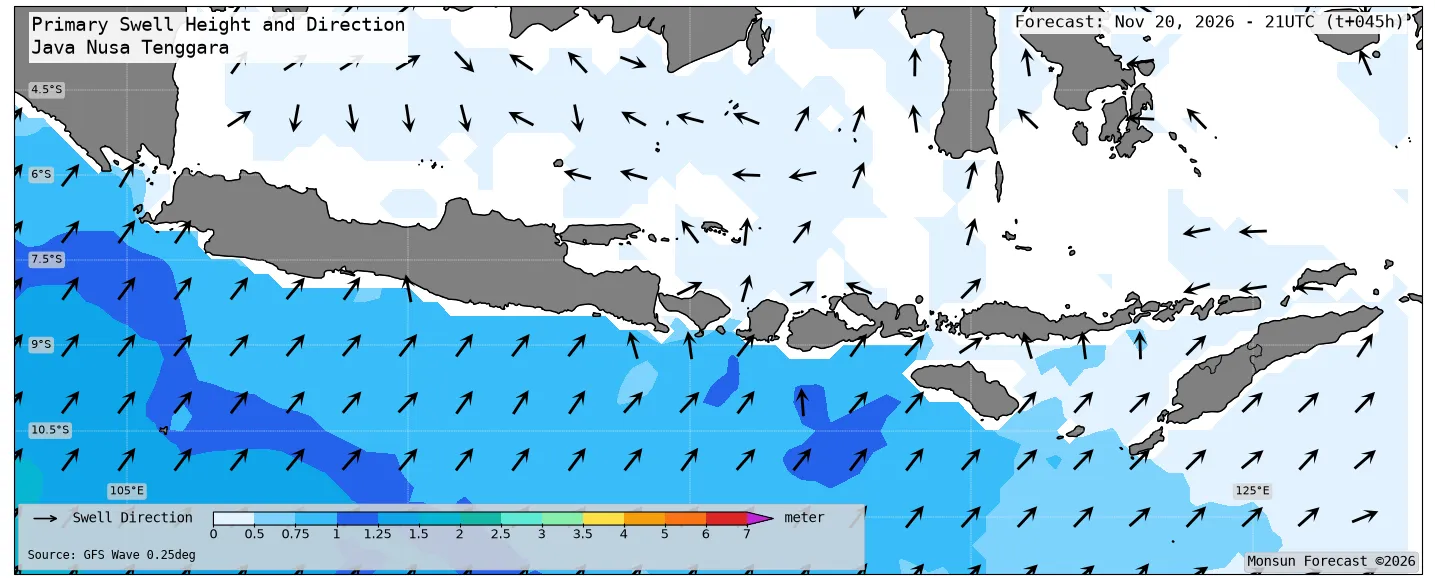 Primary Swell Height and Direction
Java Nusa Tenggara
Forecast: Nov 20, 2026 - 21UTC (t+045h)
4.5°S
6°S
7.5°S
9°S
10.5°S
105°E
125°E
Swell Direction
0 0.5 0.75 1 1.25 1.5 2 2.5 3 3.5 4 5 6 7
meter
Source: GFS Wave 0.25deg
Monsun Forecast ©2026